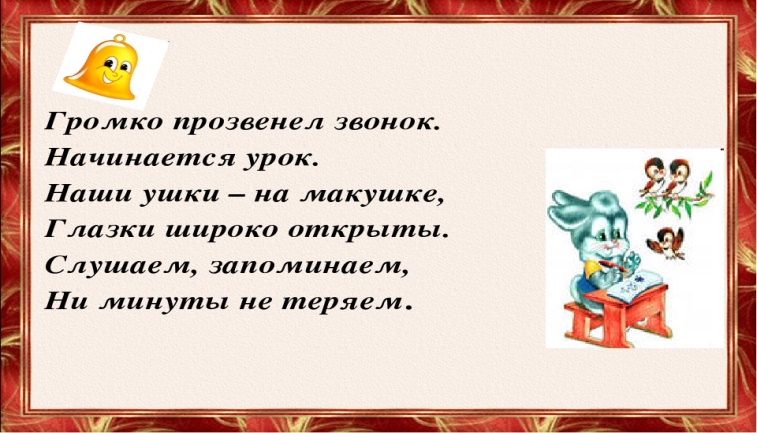 Громко прозвенел звонок.
Начинается урок.
Наши ушки – на макушке,
Глазки широко открыты.
Слушаем, запоминаем,
Ни минуты не теряем.